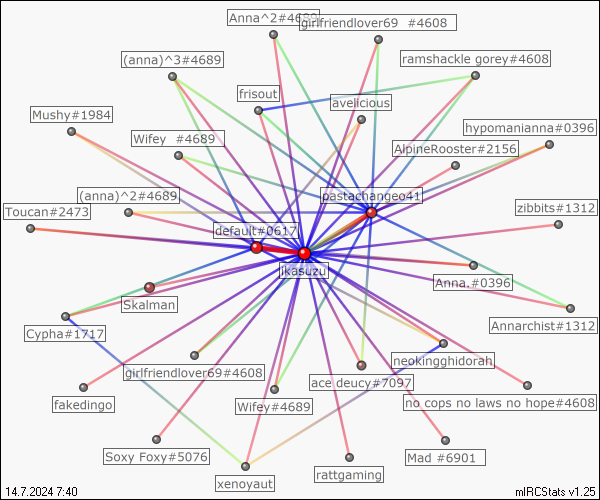 Anna^2#4689
girlfriendlover69 #4608
(anna)^3#4689
ramshackle gorey#4608
frisout
avelicious
Mushy#1984
hypomanianna#0396
Wifey #4689
AlpineRooster#2156
(anna)^2#4689
pastachangeo41
Toucan#2473
zibbits#1312
default#0617
jkasuzu
Anna.#0396
Skalman
Annarchist#1312
Cypha#1717
neokingghidorah
girlfriendlover69#4608
ace deucy#7097
fakedingo
Wifey#4689
no cops no laws no hope#4608
Soxy Foxy#5076
Mad #6901
rattgaming
xenoyaut
14.7.2024 7:40
mIRCStats v1.25